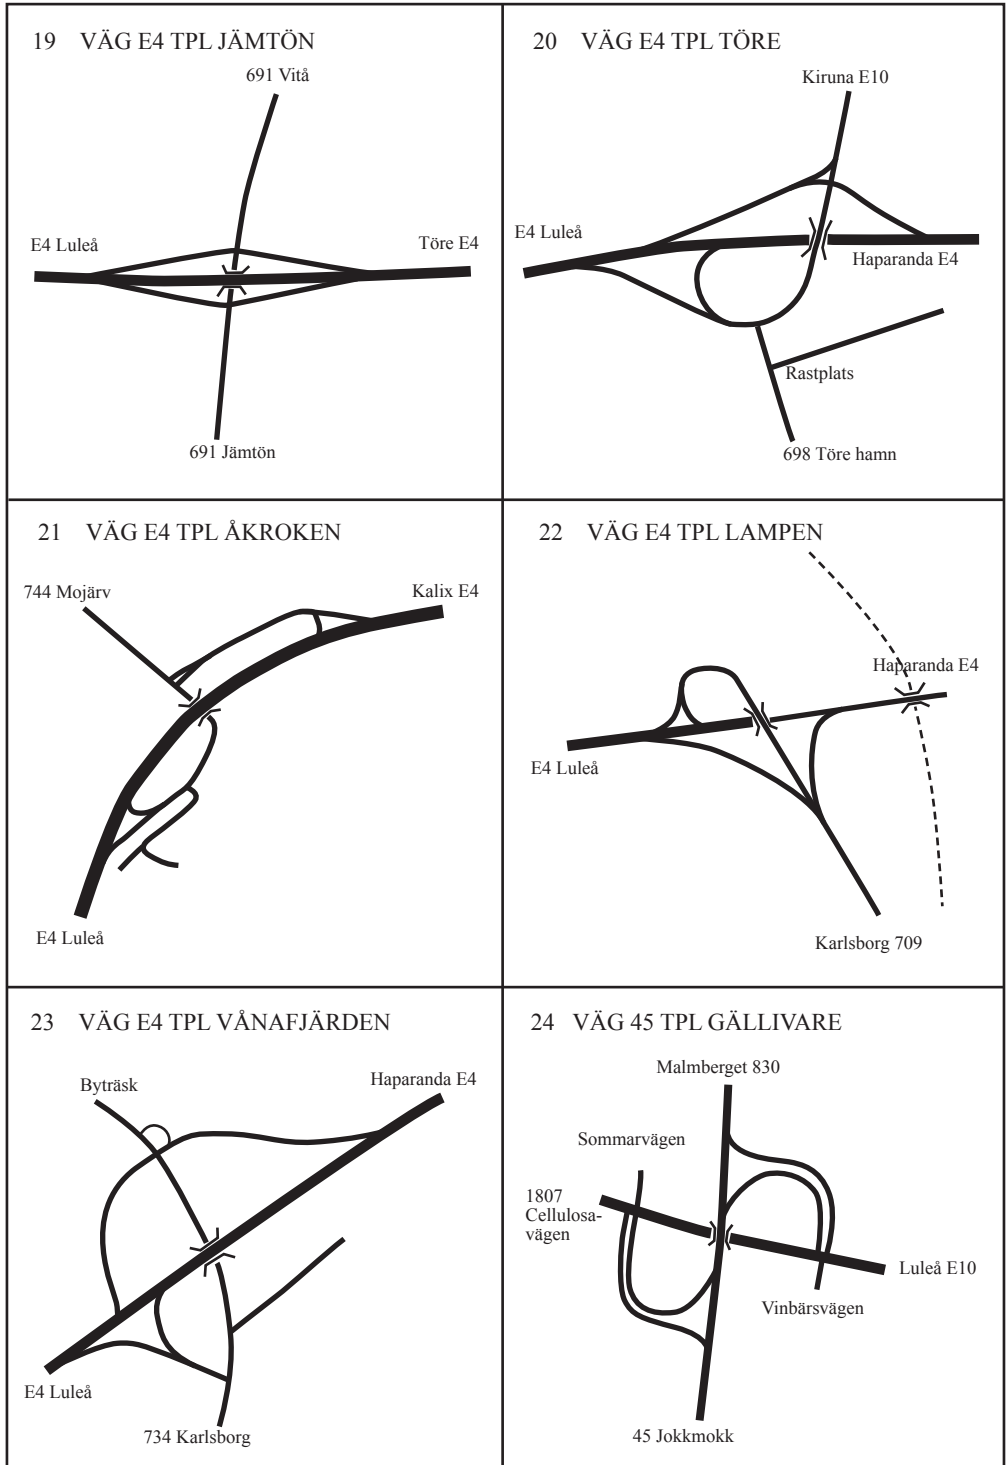 19 VÄG E4 TPL JÄMTÖN
691 Vitå
E4 Luleå
Töre E4
691 Jämtön
20 VÄG E4 TPL TÖRE
Kiruna E10
E4 Luleå
Haparanda E4
Rastplats
698 Töre hamn
21 VÄG E4 TPL ÅKROKEN
744 Mojärv
Kalix E4
E4 Luleå
22 VÄG E4 TPL LAMPEN
Haparanda E4
E4 Luleå
Karlsborg 709
23 VÄG E4 TPL VÅNAFJÄRDEN
Byträsk
Haparanda E4
E4 Luleå
734 Karlsborg
24 VÄG 45 TPL GÄLLIVARE
Malmberget 830
Sommarvägen
1807
Cellulosa-
vägen
Luleå E10
Vinbärsvägen
45 Jokkmokk